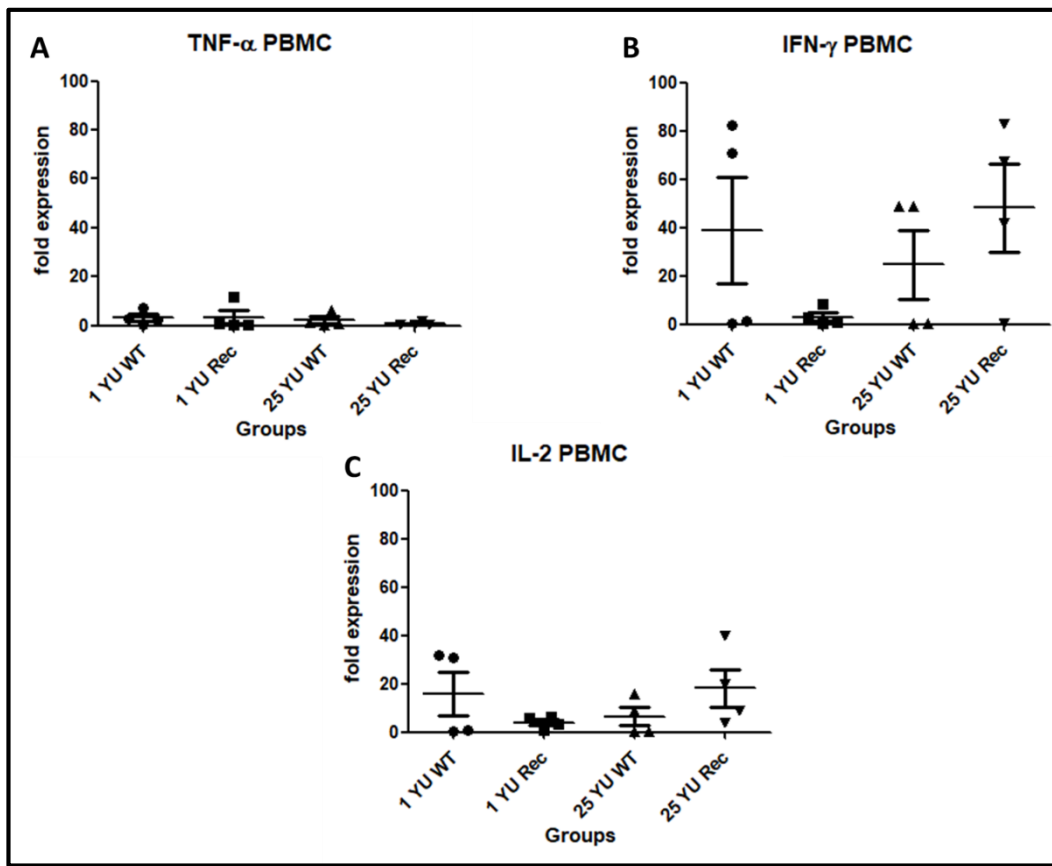 A
TNF-α PBMC
fold expression
100
80
60
40
20
0
1 YU WT
1 YU Rec
25 YU WT
25 YU Rec
Groups
B
IFN-γ PBMC
fold expression
100
80
60
40
20
0
1 YU WT
1 YU Rec
25 YU WT
25 YU Rec
Groups
C
IL-2 PBMC
fold expression
100
80
60
40
20
0
1 YU WT
1 YU Rec
25 YU WT
25 YU Rec
Groups